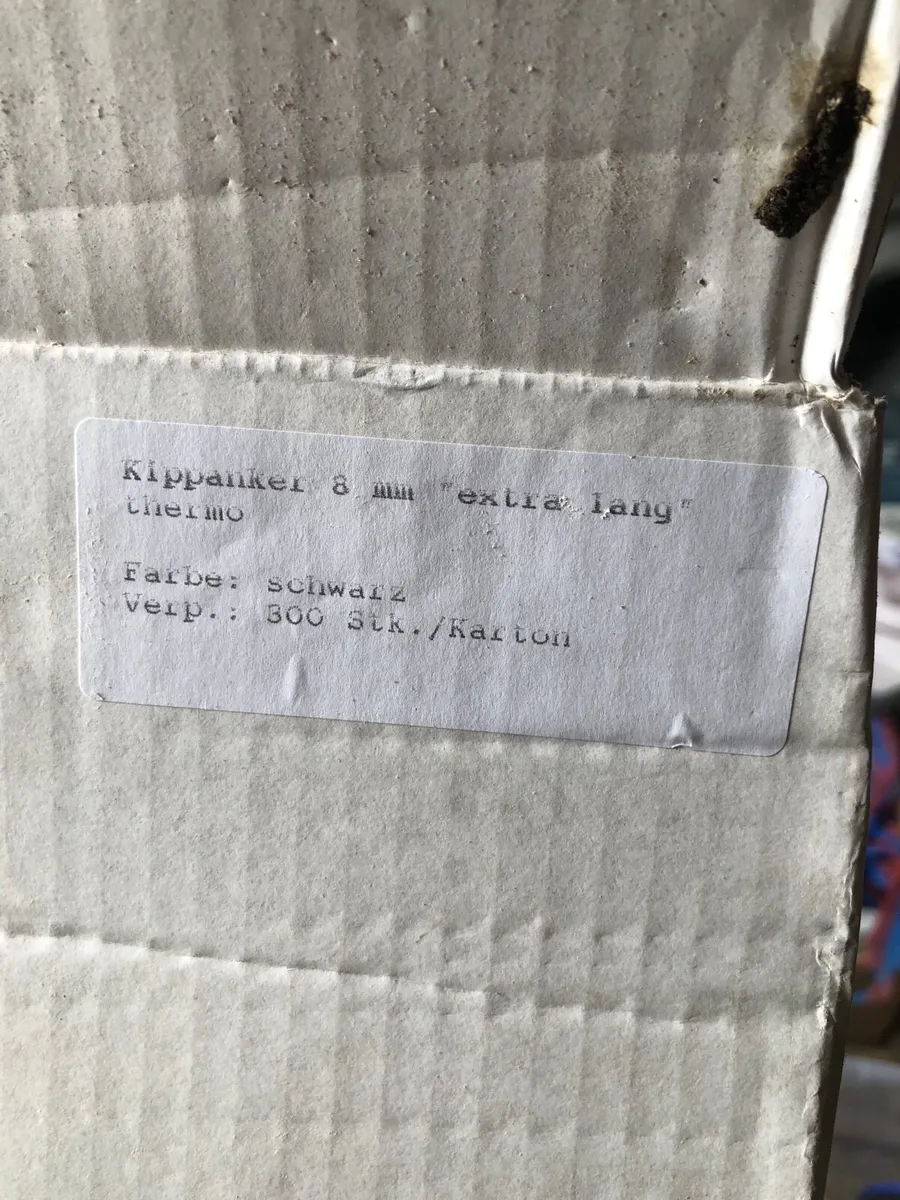 Kippanker 8 mm "extra lang"
thermo
Farbe: schwarz
Verp.: 300 Stk./Karton